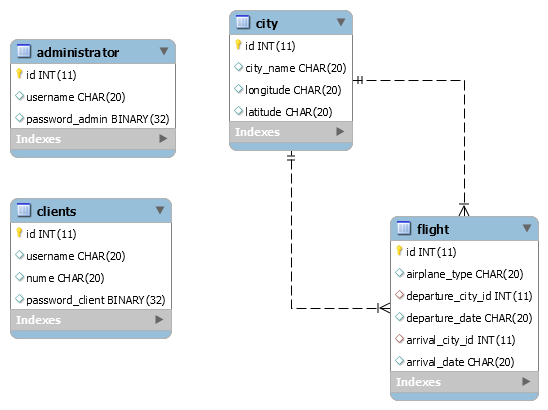 administrator
id INT(11)
username CHAR(20)
password_admin BINARY(32)
Indexes
city
id INT(11)
city_name CHAR(20)
longitude CHAR(20)
latitude CHAR(20)
Indexes
clients
id INT(11)
username CHAR(20)
nume CHAR(20)
password_client BINARY(32)
Indexes
flight
id INT(11)
airplane_type CHAR(20)
departure_city_id INT(11)
departure_date CHAR(20)
arrival_city_id INT(11)
arrival_date CHAR(20)
Indexes